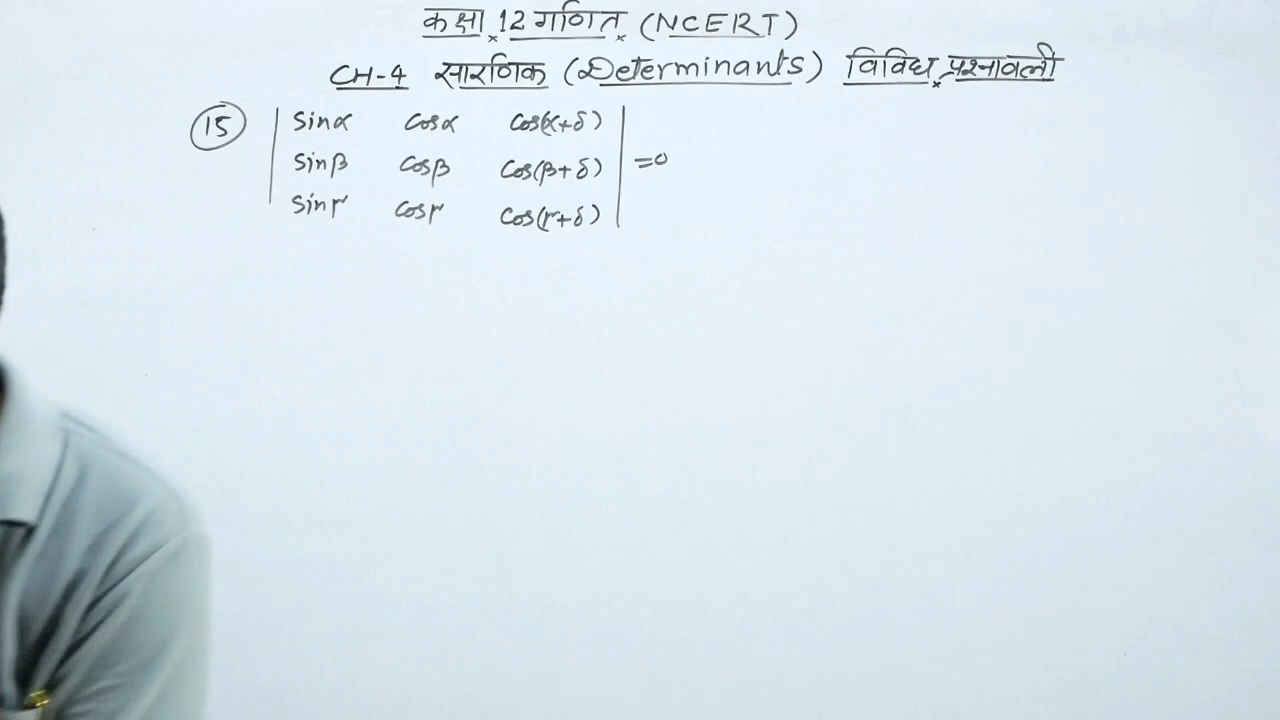 कक्षा 12 गणित (NCERT)
CH-4 सारणिक (Determinants) विविध प्रश्नावली
15 | Sinα Cosα Cos(α+δ) |
| Sinβ Cosβ Cos(β+δ) | =0
| Sinγ Cosγ Cos(γ+δ) |